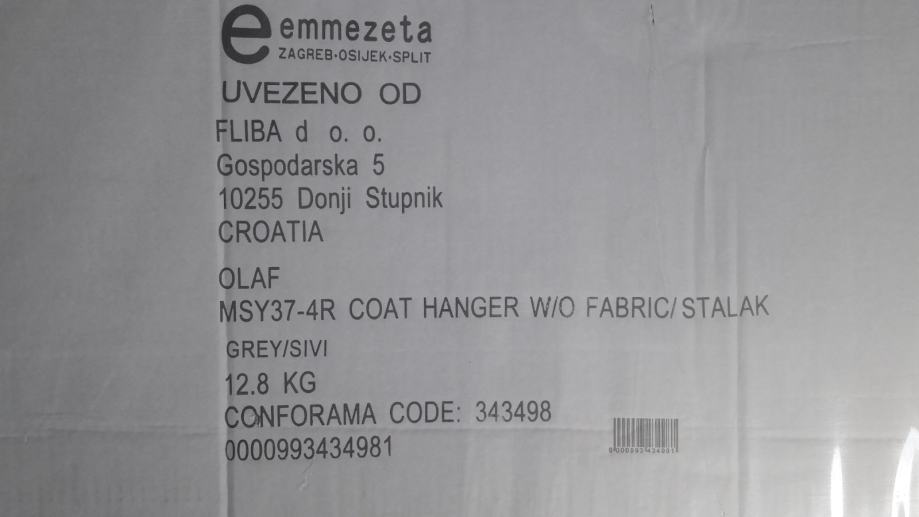 e emmezeta
ZAGREB·OSIJEK·SPLIT
UVEZENO OD
FLIBA d o. o.
Gospodarska 5
10255 Donji Stupnik
CROATIA
OLAF
MSY37-4R COAT HANGER W/O FABRIC/STALAK
GREY/SIVI
12.8 KG
CONFORAMA CODE: 343498
0000993434981